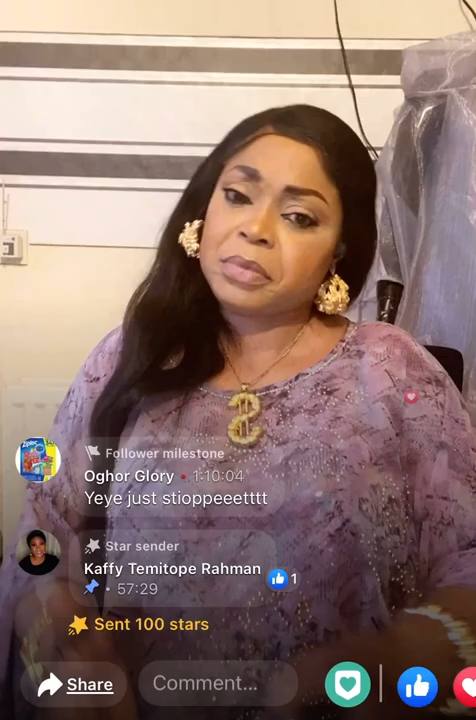 Ziploc
Follower milestone
Oghor Glory • 1:10:04
Yeye just stioppeeetttt
Star sender
Kaffy Temitope Rahman
• 57:29
1
Sent 100 stars
Share
Comment...